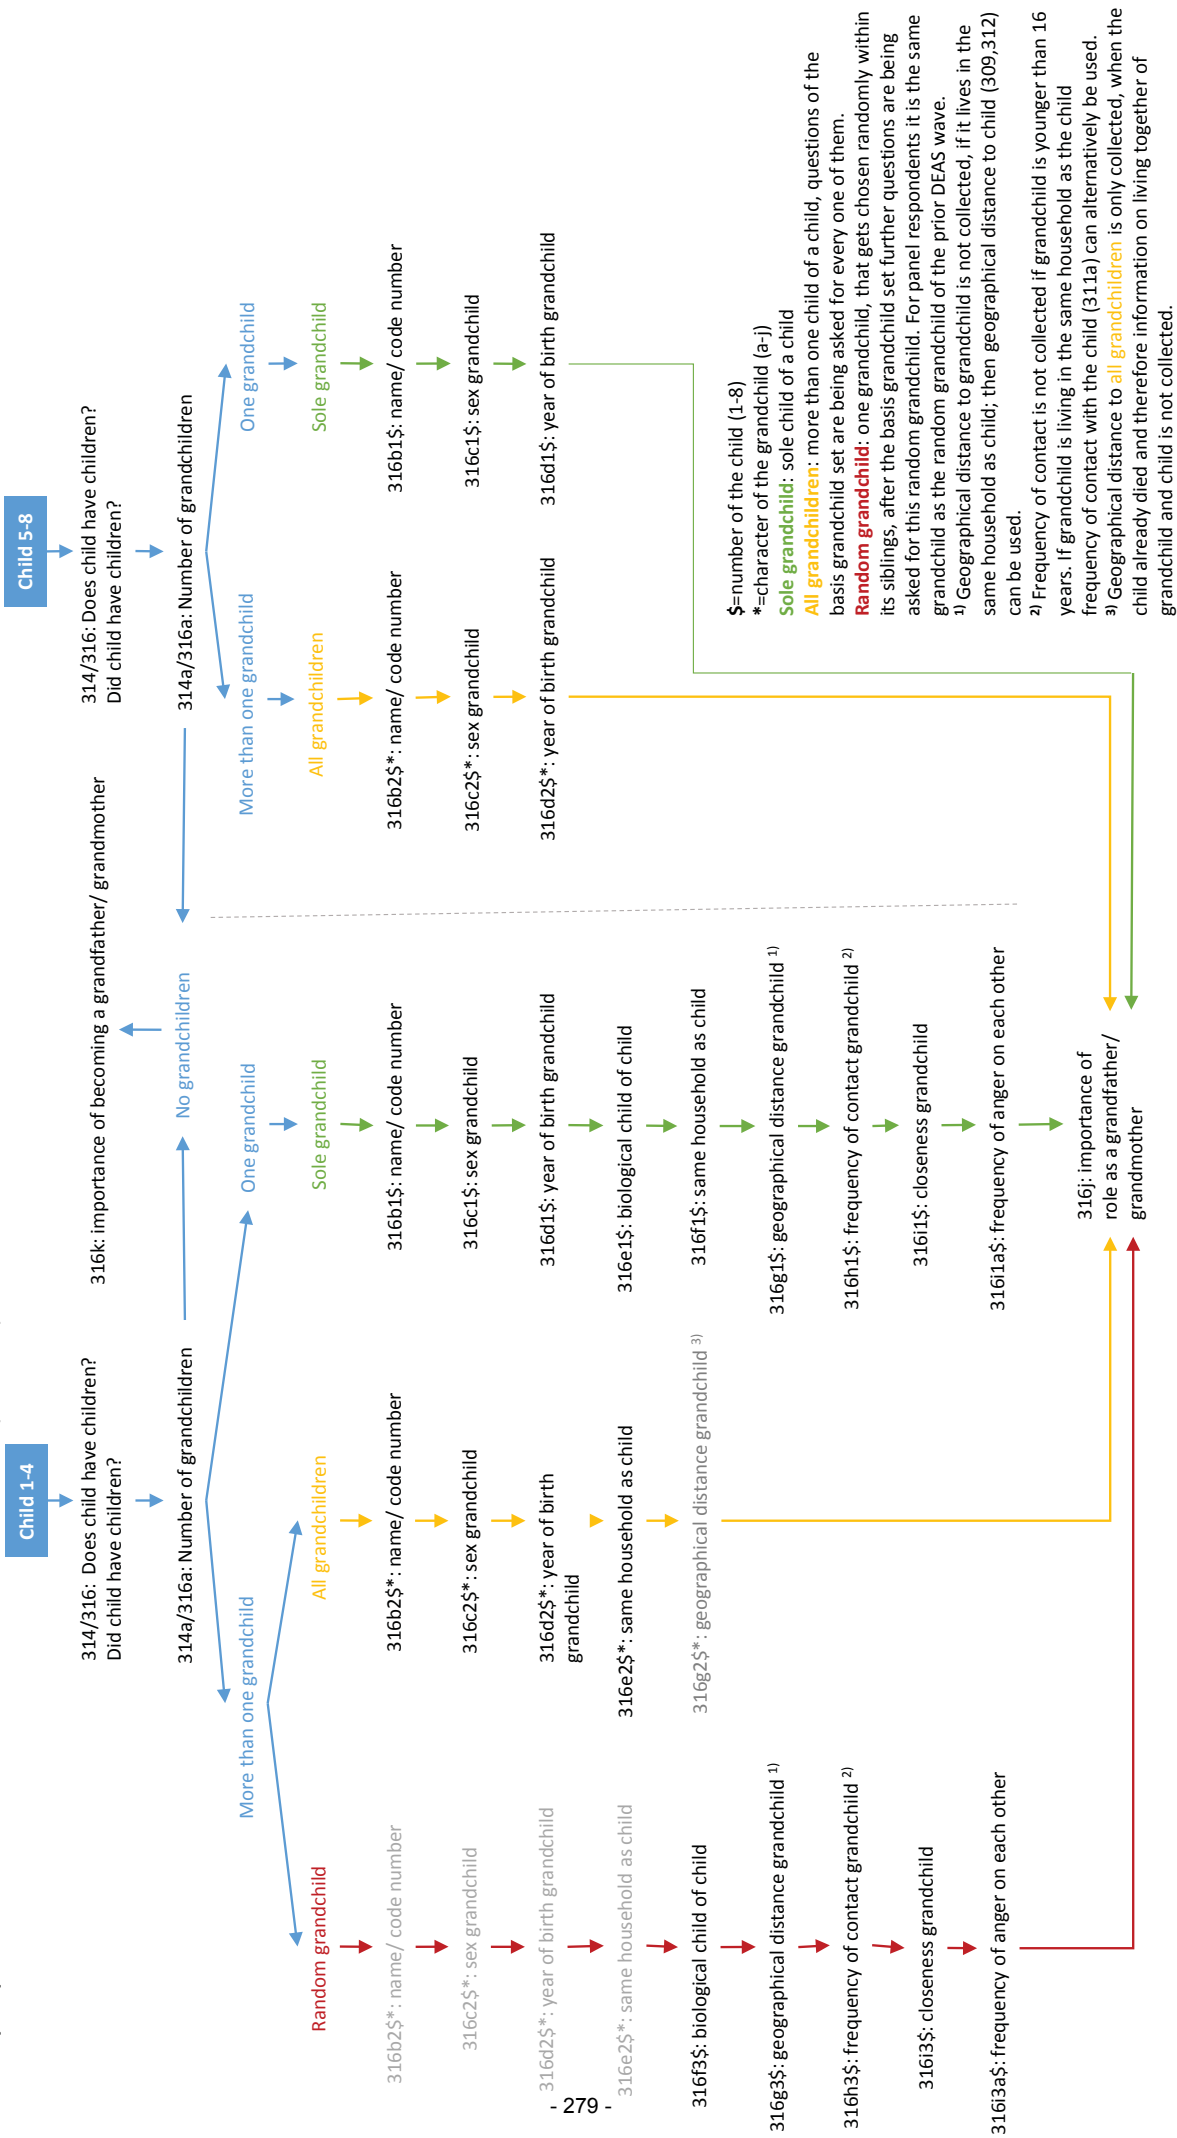 Child 1-4
314/316: Does child have children?
Did child have children?
314a/316a: Number of grandchildren
More than one grandchild
One grandchild
No grandchildren
316k: importance of becoming a grandfather/ grandmother
Random grandchild
316b2$*: name/ code number
316c2$*: sex grandchild
316d2$*: year of birth grandchild
316e2$*: same household as child
316f3$: biological child of child
316g3$: geographical distance grandchild 1)
316h3$: frequency of contact grandchild 2)
316i3$: closeness grandchild
316i3a$: frequency of anger on each other
All grandchildren
316b2$*: name/ code number
316c2$*: sex grandchild
316d2$*: year of birth
grandchild
316e2$*: same household as child
316g2$*: geographical distance grandchild 3)
Sole grandchild
316b1$: name/ code number
316c1$: sex grandchild
316d1$: year of birth grandchild
316e1$: biological child of child
316f1$: same household as child
316g1$: geographical distance grandchild 1)
316h1$: frequency of contact grandchild 2)
316i1$: closeness grandchild
316i1a$: frequency of anger on each other
316j: importance of
role as a grandfather/
grandmother
Child 5-8
314/316: Does child have children?
Did child have children?
314a/316a: Number of grandchildren
More than one grandchild
One grandchild
All grandchildren
316b2$*: name/ code number
316c2$*: sex grandchild
316d2$*: year of birth grandchild
Sole grandchild
316b1$: name/ code number
316c1$: sex grandchild
316d1$: year of birth grandchild
$=number of the child (1-8)
*=character of the grandchild (a-j)
Sole grandchild: sole child of a child
All grandchildren: more than one child of a child, questions of the
basis grandchild set are being asked for every one of them.
Random grandchild: one grandchild, that gets chosen randomly within
its siblings, after the basis grandchild set further questions are being
asked for this random grandchild. For panel respondents it is the same
grandchild as the random grandchild of the prior DEAS wave.
1) Geographical distance to grandchild is not collected, if it lives in the
same household as child; then geographical distance to child (309,312)
can be used.
2) Frequency of contact is not collected if grandchild is younger than 16
years. If grandchild is living in the same household as the child
frequency of contact with the child (311a) can alternatively be used.
3) Geographical distance to all grandchildren is only collected, when the
child already died and therefore information on living together of
grandchild and child is not collected.
- 279 -